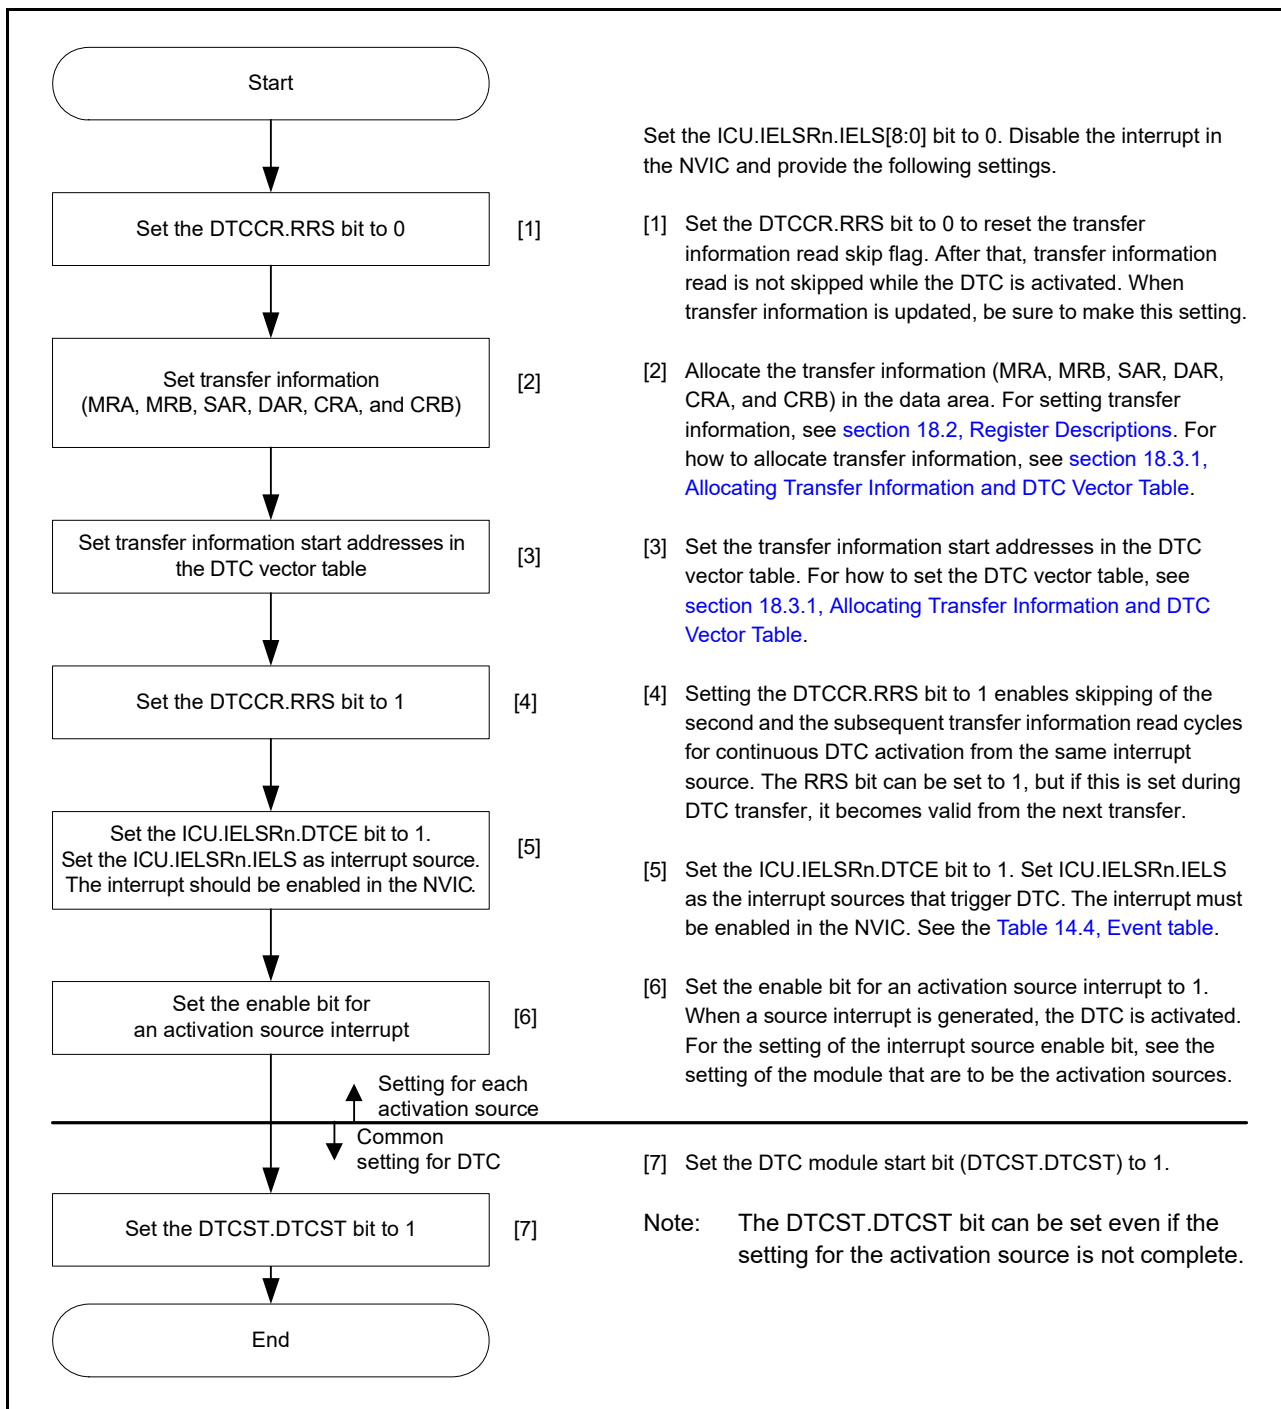 Start
Set the ICU.IELSRn.IELS[8:0] bit to 0. Disable the interrupt in
the NVIC and provide the following settings.
Set the DTCCR.RRS bit to 0
[1]
[1] Set the DTCCR.RRS bit to 0 to reset the transfer
information read skip flag. After that, transfer information
read is not skipped while the DTC is activated. When
transfer information is updated, be sure to make this setting.
Set transfer information
(MRA, MRB, SAR, DAR, CRA, and CRB)
[2]
[2] Allocate the transfer information (MRA, MRB, SAR, DAR,
CRA, and CRB) in the data area. For setting transfer
information, see section 18.2, Register Descriptions. For
how to allocate transfer information, see section 18.3.1,
Allocating Transfer Information and DTC Vector Table.
Set transfer information start addresses in
the DTC vector table
[3]
[3] Set the transfer information start addresses in the DTC
vector table. For how to set the DTC vector table, see
section 18.3.1, Allocating Transfer Information and DTC
Vector Table.
Set the DTCCR.RRS bit to 1
[4]
[4] Setting the DTCCR.RRS bit to 1 enables skipping of the
second and the subsequent transfer information read cycles
for continuous DTC activation from the same interrupt
source. The RRS bit can be set to 1, but if this is set during
DTC transfer, it becomes valid from the next transfer.
Set the ICU.IELSRn.DTCE bit to 1.
Set the ICU.IELSRn.IELS as interrupt source.
The interrupt should be enabled in the NVIC.
[5]
[5] Set the ICU.IELSRn.DTCE bit to 1. Set ICU.IELSRn.IELS
as the interrupt sources that trigger DTC. The interrupt must
be enabled in the NVIC. See the Table 14.4, Event table.
Set the enable bit for
an activation source interrupt
[6]
[6] Set the enable bit for an activation source interrupt to 1.
When a source interrupt is generated, the DTC is activated.
For the setting of the interrupt source enable bit, see the
setting of the module that are to be the activation sources.
Setting for each
activation source
Common
setting for DTC
[7] Set the DTC module start bit (DTCST.DTCST) to 1.
Set the DTCST.DTCST bit to 1
[7]
Note: The DTCST.DTCST bit can be set even if the
setting for the activation source is not complete.
End